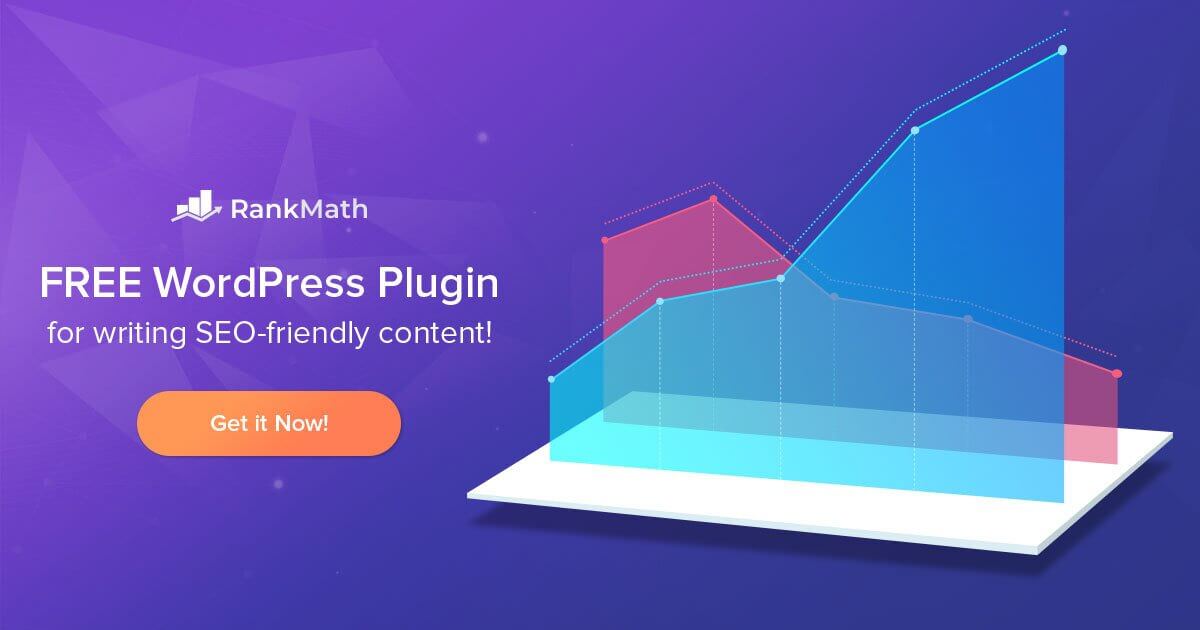 RankMath
FREE WordPress Plugin
for writing SEO-friendly content!
Get it Now!